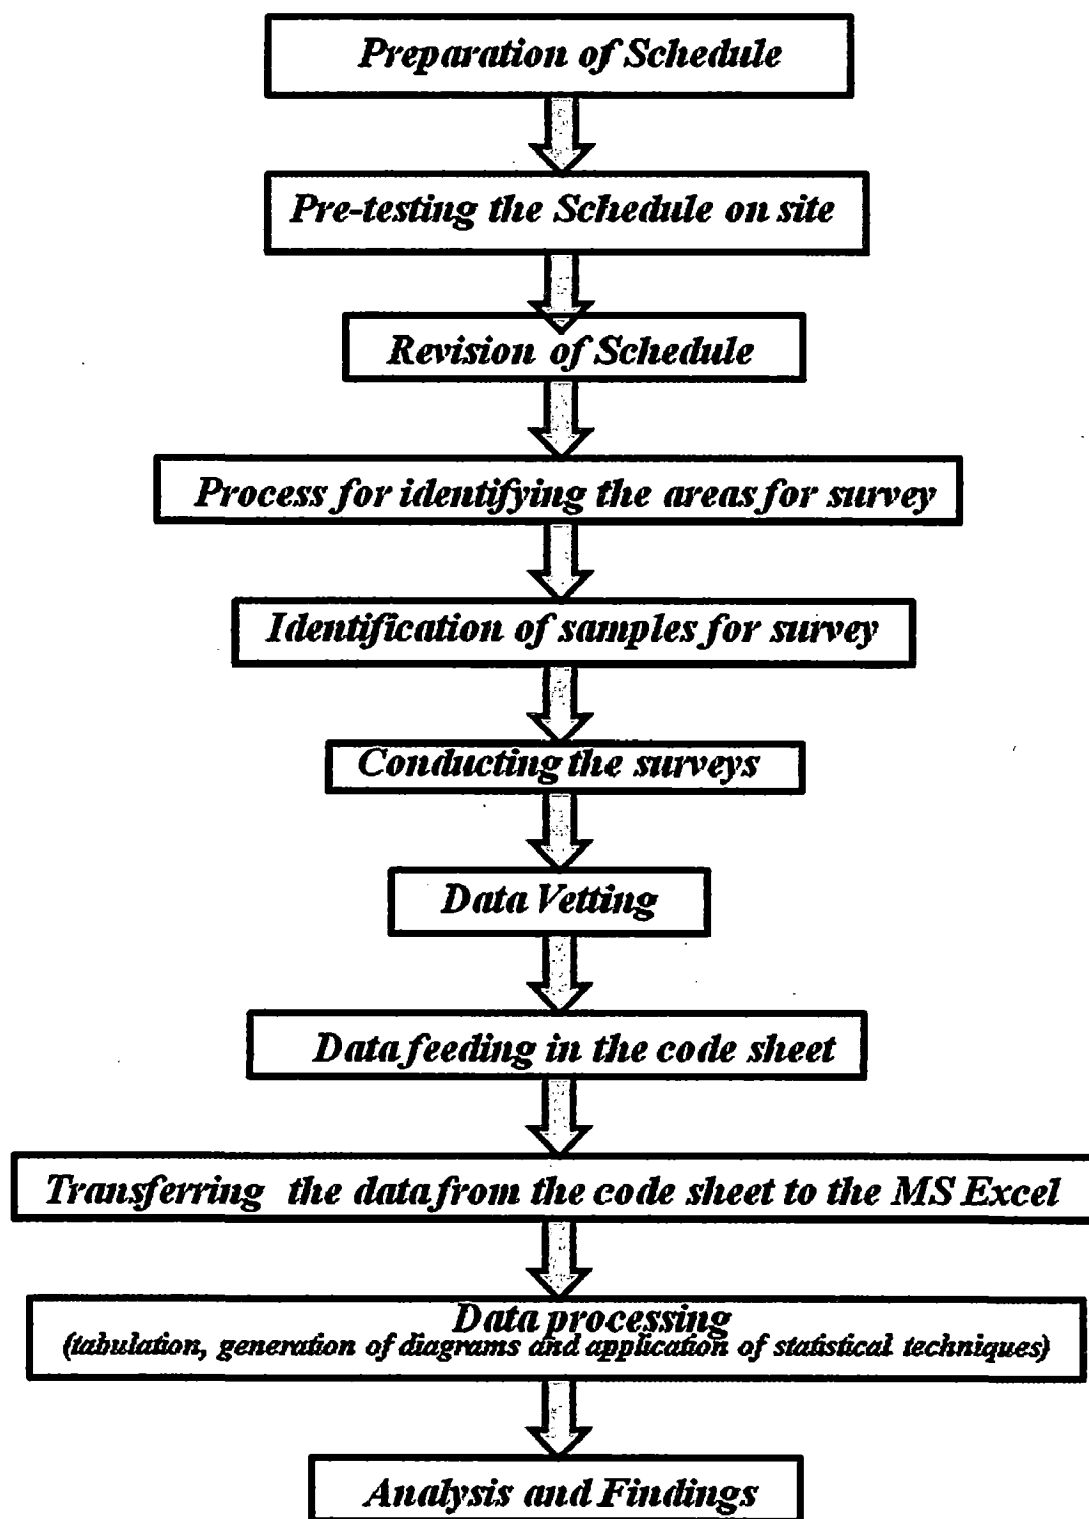 Preparation of Schedule
Pre-testing the Schedule on site
Revision of Schedule
Process for identifying the areas for survey
Identification of samples for survey
Conducting the surveys
Data Vetting
Data feeding in the code sheet
Transferring the data from the code sheet to the MS Excel
Data processing
(tabulation, generation of diagrams and application of statistical techniques)
Analysis and Findings